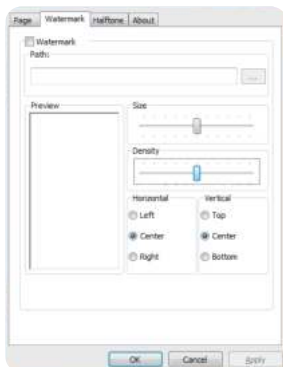 Page Watermark Halftone About
Watermark
Path:
...
Preview
Size
Density
Horizontal Vertical
Left Top
Center Center
Right Bottom
OK Cancel Apply